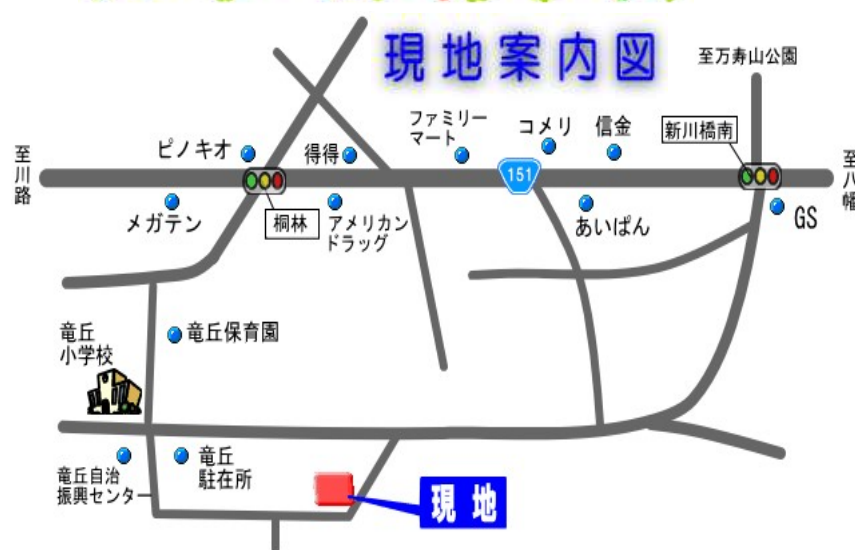 現地案内図
至万寿山公園
ファミリー
マート
コメリ
信金
新川橋南
ピノキオ
得得
至川路
151
至八幡
メガテン
桐林
アメリカン
ドラッグ
あいぱん
GS
竜丘
小学校
竜丘保育園
竜丘自治
振興センター
竜丘
駐在所
現地